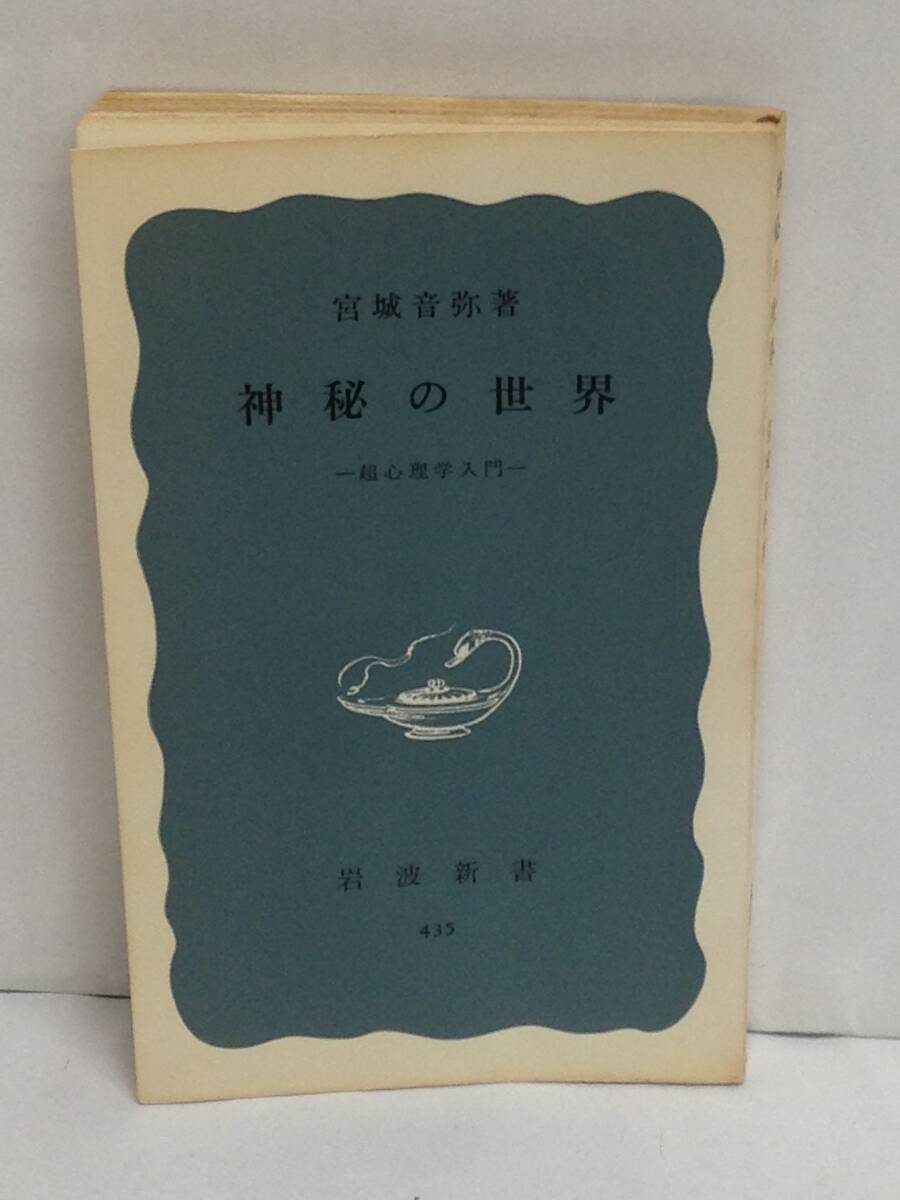 宮城音弥著
神秘の世界
—超心理学入門—
岩波新書
435